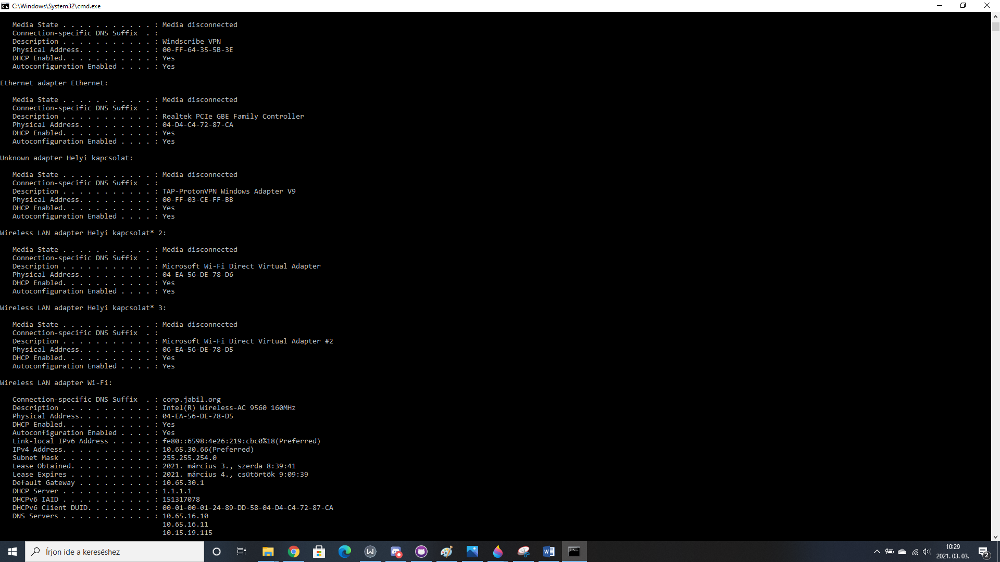 C:\Windows\System32\cmd.exe
   Media State . . . . . . . . . . . : Media disconnected
   Connection-specific DNS Suffix  . :
   Description . . . . . . . . . . . : Windscribe VPN
   Physical Address. . . . . . . . . : 00-FF-64-35-5B-3E
   DHCP Enabled. . . . . . . . . . . : Yes
   Autoconfiguration Enabled . . . . : Yes
Ethernet adapter Ethernet:
   Media State . . . . . . . . . . . : Media disconnected
   Connection-specific DNS Suffix  . :
   Description . . . . . . . . . . . : Realtek PCIe GBE Family Controller
   Physical Address. . . . . . . . . : 04-D4-C4-72-87-CA
   DHCP Enabled. . . . . . . . . . . : Yes
   Autoconfiguration Enabled . . . . : Yes
Unknown adapter Helyi kapcsolat:
   Media State . . . . . . . . . . . : Media disconnected
   Connection-specific DNS Suffix  . :
   Description . . . . . . . . . . . : TAP-ProtonVPN Windows Adapter V9
   Physical Address. . . . . . . . . : 00-FF-03-CE-FF-BB
   DHCP Enabled. . . . . . . . . . . : Yes
   Autoconfiguration Enabled . . . . : Yes
Wireless LAN adapter Helyi kapcsolat* 2:
   Media State . . . . . . . . . . . : Media disconnected
   Connection-specific DNS Suffix  . :
   Description . . . . . . . . . . . : Microsoft Wi-Fi Direct Virtual Adapter
   Physical Address. . . . . . . . . : 04-EA-56-DE-78-D6
   DHCP Enabled. . . . . . . . . . . : Yes
   Autoconfiguration Enabled . . . . : Yes
Wireless LAN adapter Helyi kapcsolat* 3:
   Media State . . . . . . . . . . . : Media disconnected
   Connection-specific DNS Suffix  . :
   Description . . . . . . . . . . . : Microsoft Wi-Fi Direct Virtual Adapter #2
   Physical Address. . . . . . . . . : 06-EA-56-DE-78-D5
   DHCP Enabled. . . . . . . . . . . : Yes
   Autoconfiguration Enabled . . . . : Yes
Wireless LAN adapter Wi-Fi:
   Connection-specific DNS Suffix  . : corp.jabil.org
   Description . . . . . . . . . . . : Intel(R) Wireless-AC 9560 160MHz
   Physical Address. . . . . . . . . : 04-EA-56-DE-78-D5
   DHCP Enabled. . . . . . . . . . . : Yes
   Autoconfiguration Enabled . . . . : Yes
   Link-local IPv6 Address . . . . . : fe80::6598:4e26:219:cbc0%18(Preferred)
   IPv4 Address. . . . . . . . . . . : 10.65.30.66(Preferred)
   Subnet Mask . . . . . . . . . . . : 255.255.254.0
   Lease Obtained. . . . . . . . . . : 2021. március 3., szerda 8:39:41
   Lease Expires . . . . . . . . . . : 2021. március 4., csütörtök 9:09:39
   Default Gateway . . . . . . . . . : 10.65.30.1
   DHCP Server . . . . . . . . . . . : 1.1.1.1
   DHCPv6 IAID . . . . . . . . . . . : 151317078
   DHCPv6 Client DUID. . . . . . . . : 00-01-00-01-24-89-DD-58-04-D4-C4-72-87-CA
   DNS Servers . . . . . . . . . . . : 10.65.16.10
                                       10.65.16.11
                                       10.15.19.115
Írjon ide a kereséshez
10:29
2021. 03. 03.
2